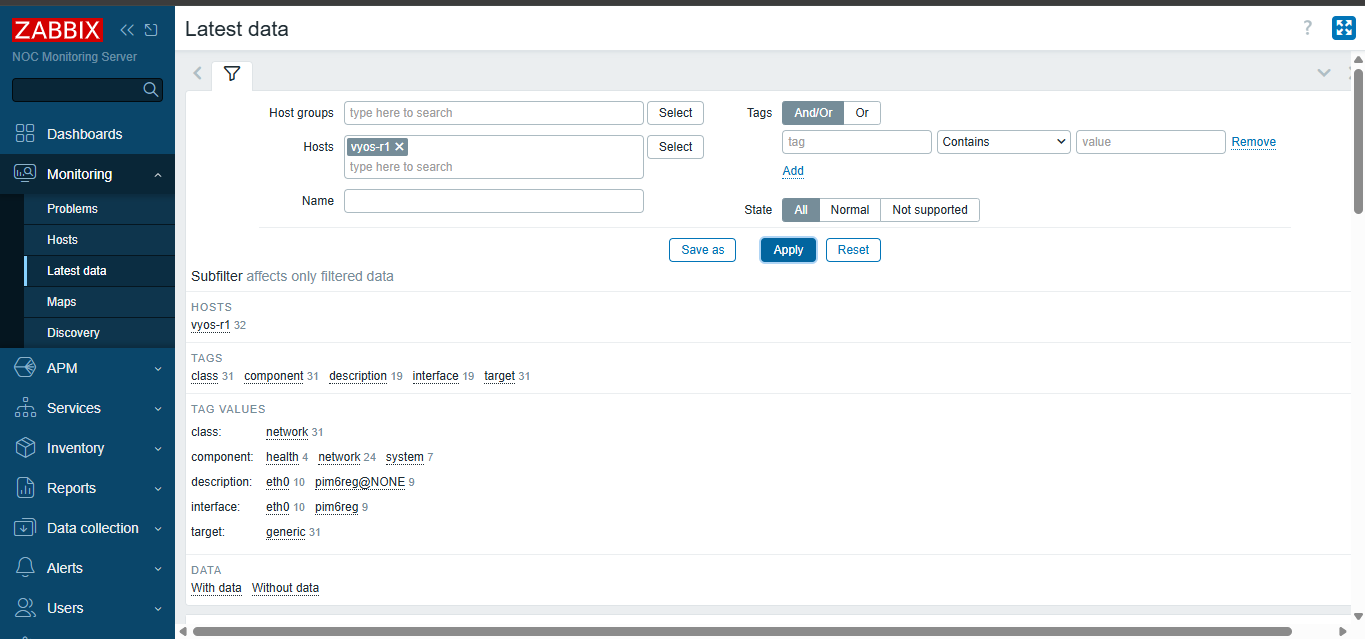 ZABBIX
NOC Monitoring Server
Dashboards
Monitoring
Problems
Hosts
Latest data
Maps
Discovery
APM
Services
Inventory
Reports
Data collection
Alerts
Users
Latest data
?
Host groups type here to search Select
Hosts vyos-r1 Select
type here to search
Name
Tags And/Or Or
tag Contains value Remove
Add
State All Normal Not supported
Save as Apply Reset
Subfilter affects only filtered data
HOSTS
vyos-r1 32
TAGS
class 31 component 31 description 19 interface 19 target 31
TAG VALUES
class: network 31
component: health 4 network 24 system 7
description: eth0 10 pim6reg@NONE 9
interface: eth0 10 pim6reg 9
target: generic 31
DATA
With data Without data